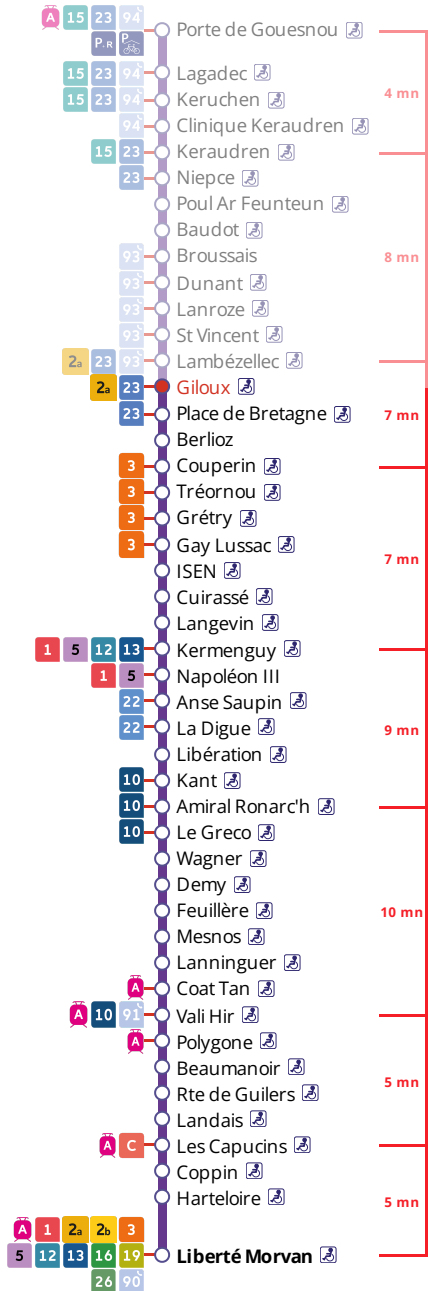 A 15 23 94 Porte de Gouesnou
P+R P
15 23 94 Lagadec
15 23 94 Keruchen
4 mn
94 Clinique Keraudren
15 23 Keraudren
23 Niepce
Poul Ar Feunteun
Baudot
93 Broussais
8 mn
93 Dunant
93 Lanroze
93 St Vincent
2a 23 93 Lambézellec
2a 23 Giloux
23 Place de Bretagne
7 mn
Berlioz
3 Couperin
3 Tréornou
3 Grétry
3 Gay Lussac
7 mn
ISEN
Cuirassé
Langevin
1 5 12 13 Kermenguy
1 5 Napoléon III
22 Anse Saupin
22 La Digue
9 mn
Libération
10 Kant
10 Amiral Ronarc'h
10 Le Greco
Wagner
Demy
Feuillère
10 mn
Mesnos
Lanninguer
A Coat Tan
A 10 91 Vali Hir
A Polygone
Beaumanoir
5 mn
Rte de Guilers
Landais
A C Les Capucins
Coppin
Harteloire
5 mn
A 1 2a 2b 3
5 12 13 16 19 Liberté Morvan
26 90